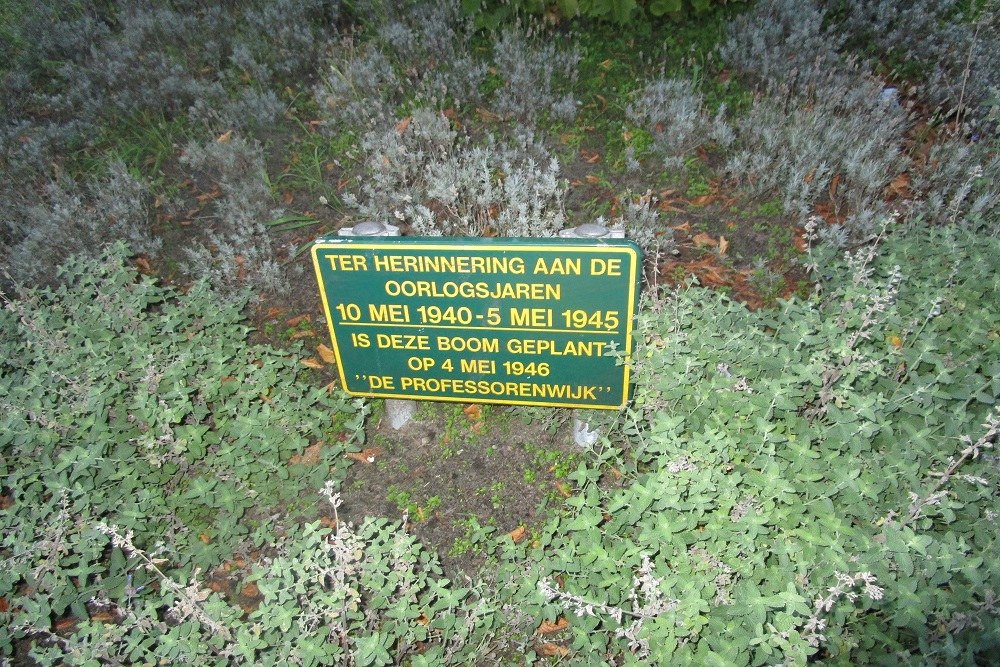 TER HERINNERING AAN DE
OORLOGSJAREN
10 MEI 1940 - 5 MEI 1945
IS DEZE BOOM GEPLANT
OP 4 MEI 1946
''DE PROFESSORENWIJK''